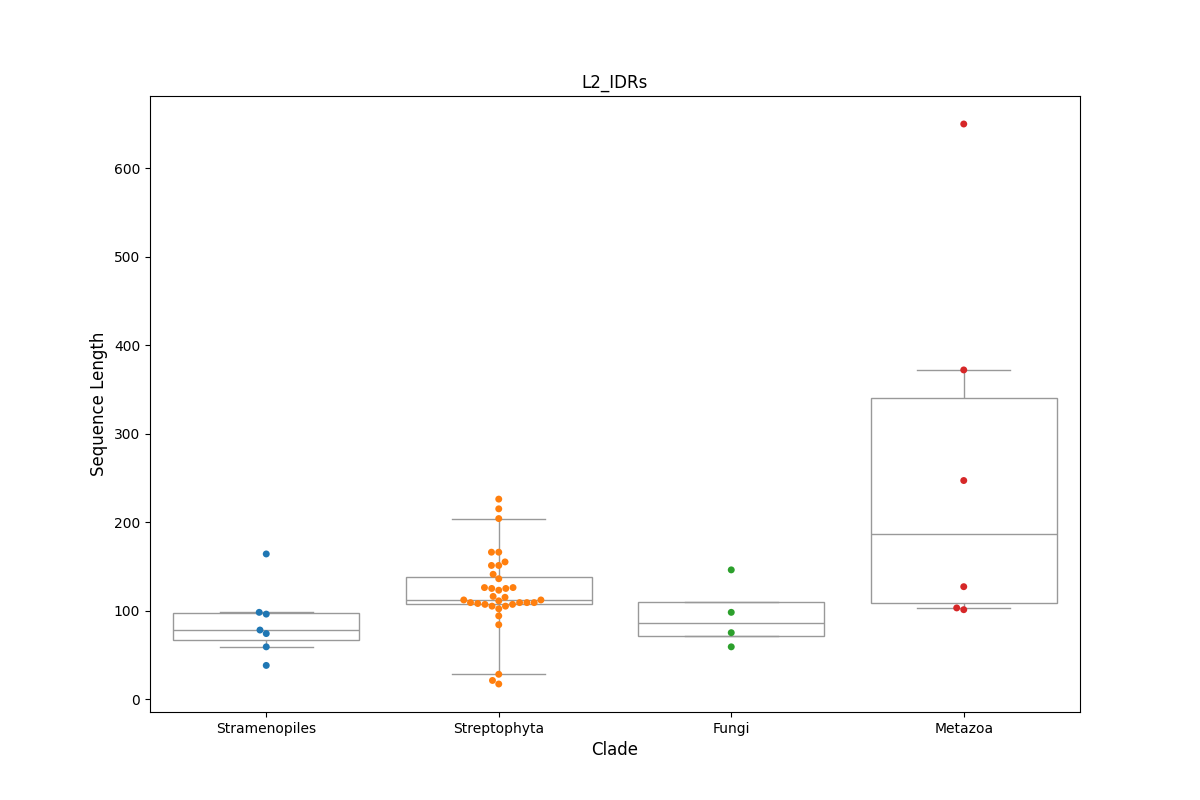 L2_IDRs
Sequence Length
600
500
400
300
200
100
0
Stramenopiles
Streptophyta
Fungi
Metazoa
Clade